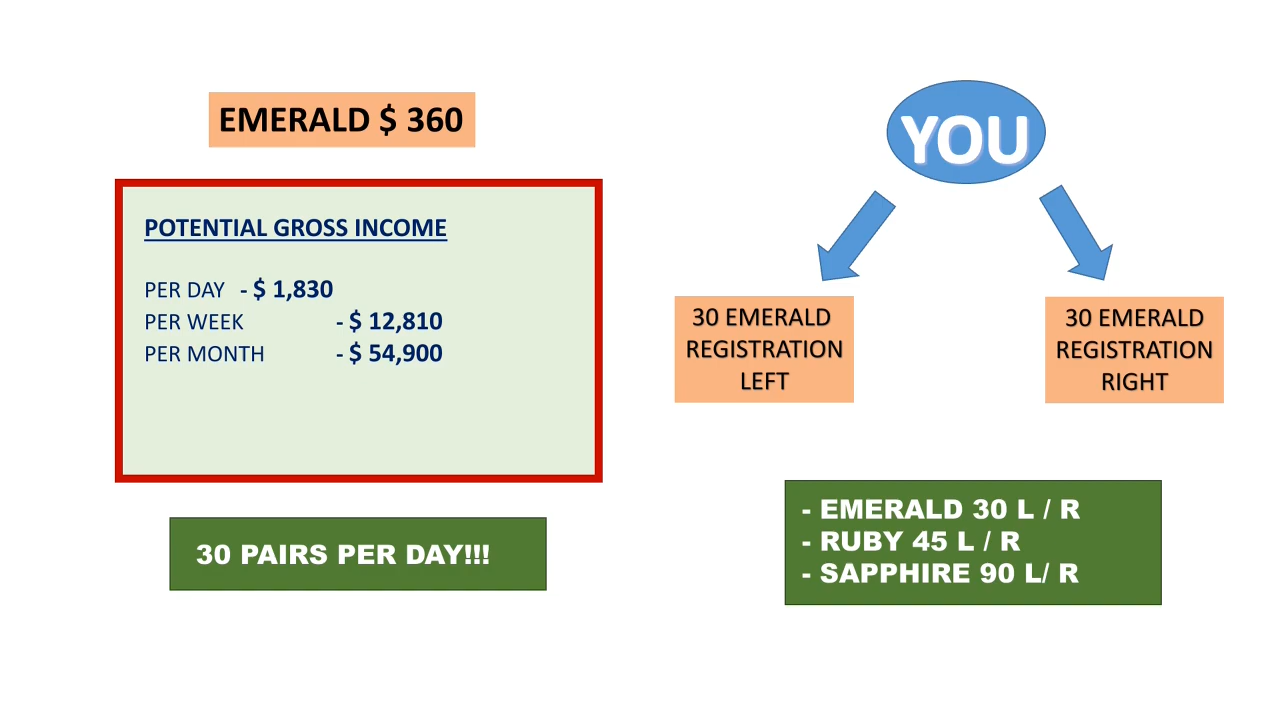 EMERALD $ 360
POTENTIAL GROSS INCOME
PER DAY - $ 1,830
PER WEEK - $ 12,810
PER MONTH - $ 54,900
30 PAIRS PER DAY!!!
YOU
30 EMERALD
REGISTRATION
LEFT
30 EMERALD
REGISTRATION
RIGHT
- EMERALD 30 L / R
- RUBY 45 L / R
- SAPPHIRE 90 L/ R